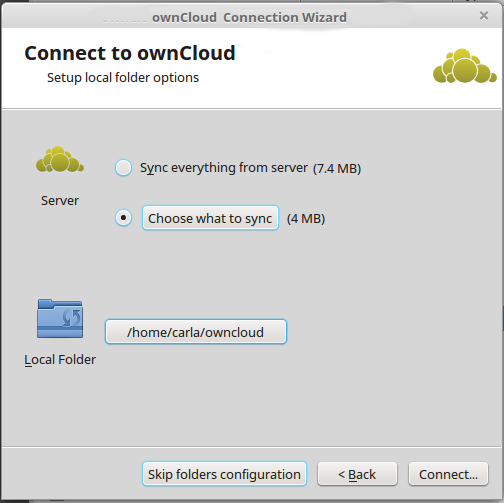 ownCloud Connection Wizard
Connect to ownCloud
Setup local folder options
Sync everything from server (7.4 MB)
Server
Choose what to sync (4 MB)
/home/carla/owncloud
Local Folder
Skip folders configuration
< Back
Connect...